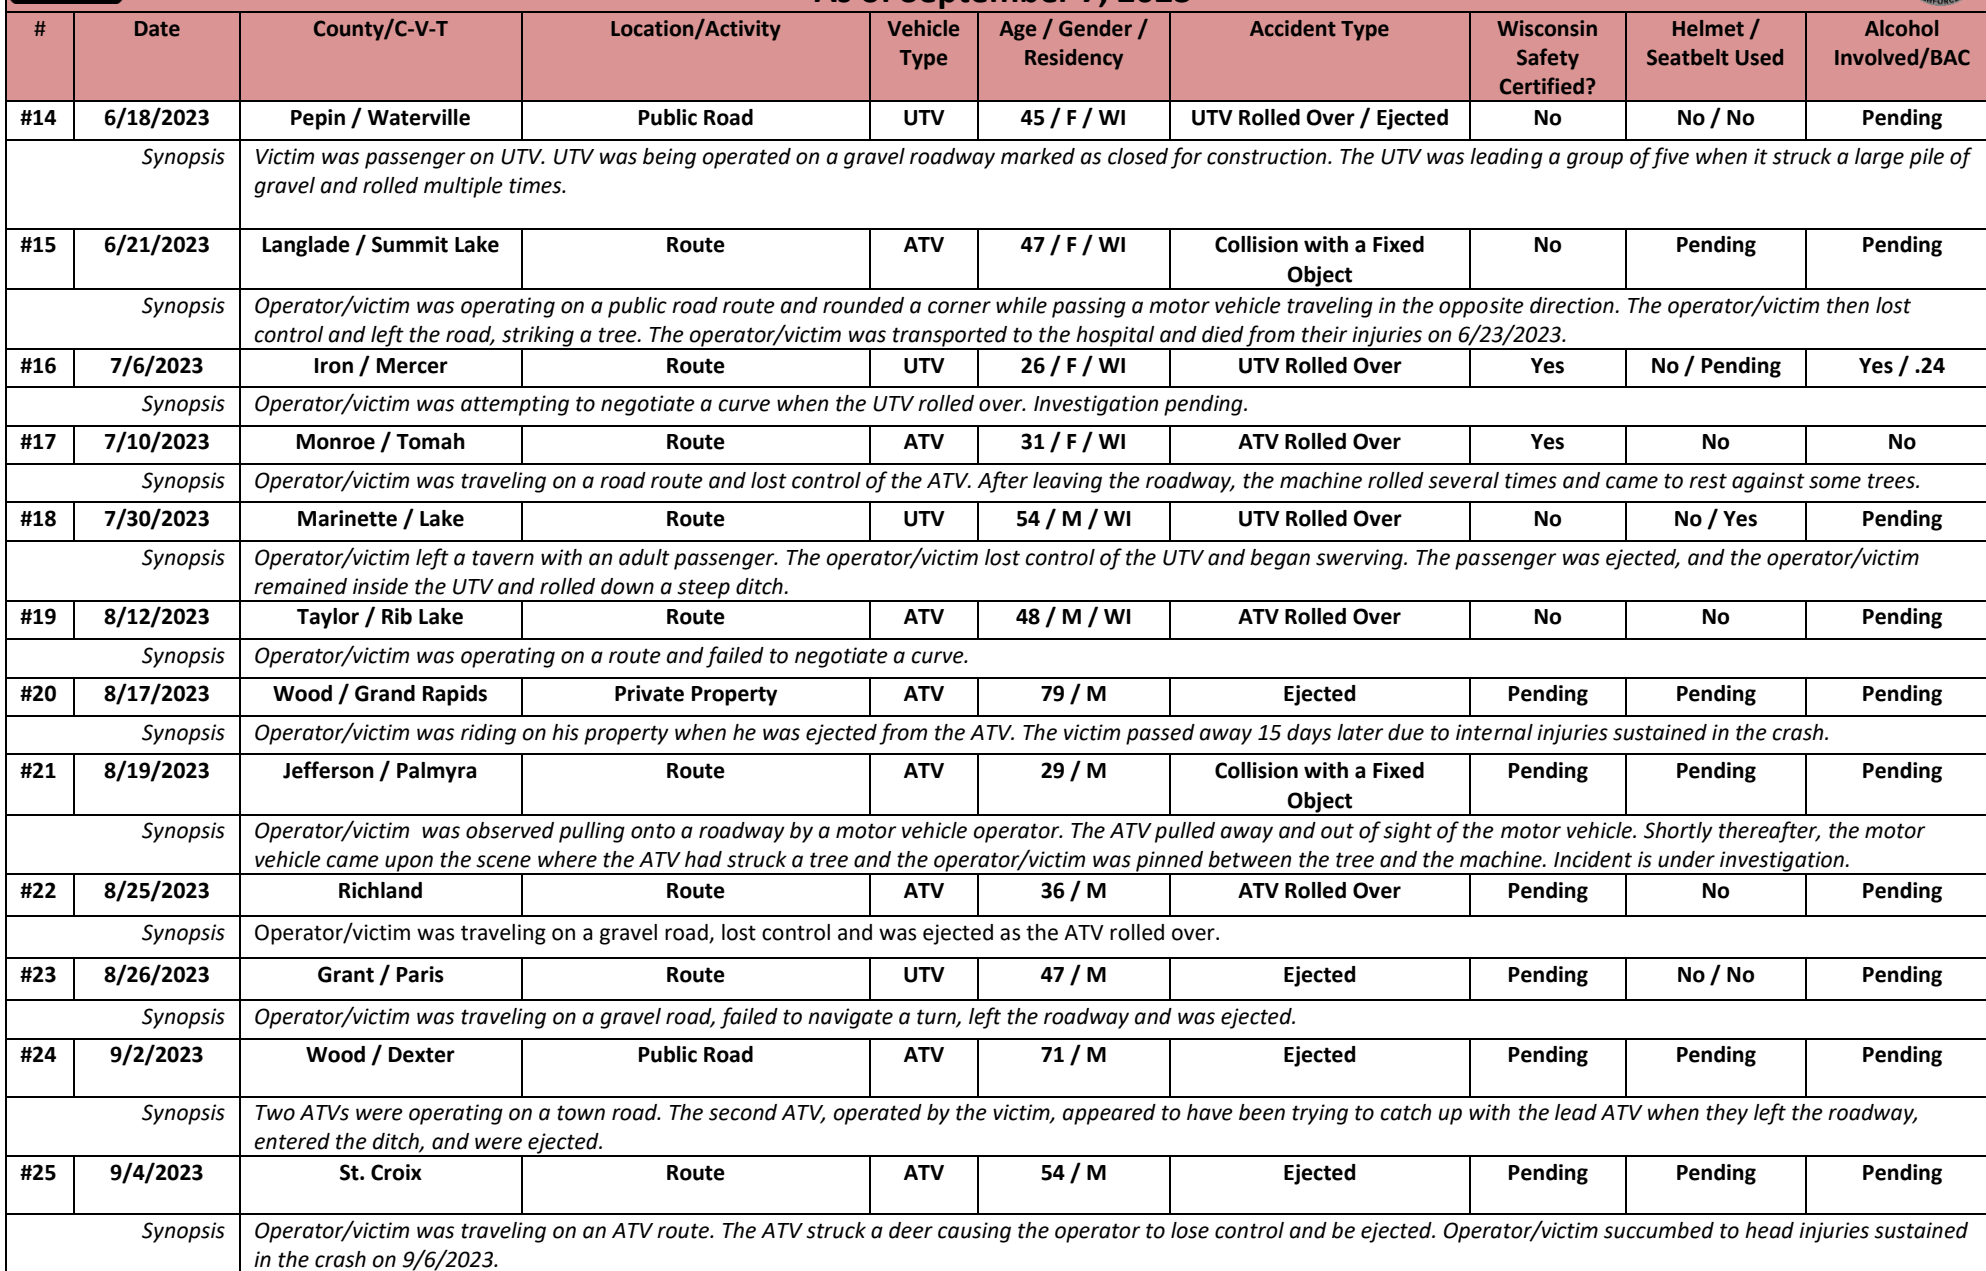 As of September 7, 2023
# Date County/C-V-T Location/Activity Vehicle Type Age / Gender / Residency Accident Type Wisconsin Safety Certified? Helmet / Seatbelt Used Alcohol Involved/BAC
#14 6/18/2023 Pepin / Waterville Public Road UTV 45 / F / WI UTV Rolled Over / Ejected No No / No Pending
Synopsis Victim was passenger on UTV. UTV was being operated on a gravel roadway marked as closed for construction. The UTV was leading a group of five when it struck a large pile of
gravel and rolled multiple times.
#15 6/21/2023 Langlade / Summit Lake Route ATV 47 / F / WI Collision with a Fixed Object No Pending Pending
Synopsis Operator/victim was operating on a public road route and rounded a corner while passing a motor vehicle traveling in the opposite direction. The operator/victim then lost
control and left the road, striking a tree. The operator/victim was transported to the hospital and died from their injuries on 6/23/2023.
#16 7/6/2023 Iron / Mercer Route UTV 26 / F / WI UTV Rolled Over Yes No / Pending Yes / .24
Synopsis Operator/victim was attempting to negotiate a curve when the UTV rolled over. Investigation pending.
#17 7/10/2023 Monroe / Tomah Route ATV 31 / F / WI ATV Rolled Over Yes No No
Synopsis Operator/victim was traveling on a road route and lost control of the ATV. After leaving the roadway, the machine rolled several times and came to rest against some trees.
#18 7/30/2023 Marinette / Lake Route UTV 54 / M / WI UTV Rolled Over No No / Yes Pending
Synopsis Operator/victim left a tavern with an adult passenger. The operator/victim lost control of the UTV and began swerving. The passenger was ejected, and the operator/victim
remained inside the UTV and rolled down a steep ditch.
#19 8/12/2023 Taylor / Rib Lake Route ATV 48 / M / WI ATV Rolled Over No No Pending
Synopsis Operator/victim was operating on a route and failed to negotiate a curve.
#20 8/17/2023 Wood / Grand Rapids Private Property ATV 79 / M Ejected Pending Pending Pending
Synopsis Operator/victim was riding on his property when he was ejected from the ATV. The victim passed away 15 days later due to internal injuries sustained in the crash.
#21 8/19/2023 Jefferson / Palmyra Route ATV 29 / M Collision with a Fixed Object Pending Pending Pending
Synopsis Operator/victim  was observed pulling onto a roadway by a motor vehicle operator. The ATV pulled away and out of sight of the motor vehicle. Shortly thereafter, the motor
vehicle came upon the scene where the ATV had struck a tree and the operator/victim was pinned between the tree and the machine. Incident is under investigation.
#22 8/25/2023 Richland Route ATV 36 / M ATV Rolled Over Pending No Pending
Synopsis Operator/victim was traveling on a gravel road, lost control and was ejected as the ATV rolled over.
#23 8/26/2023 Grant / Paris Route UTV 47 / M Ejected Pending No / No Pending
Synopsis Operator/victim was traveling on a gravel road, failed to navigate a turn, left the roadway and was ejected.
#24 9/2/2023 Wood / Dexter Public Road ATV 71 / M Ejected Pending Pending Pending
Synopsis Two ATVs were operating on a town road. The second ATV, operated by the victim, appeared to have been trying to catch up with the lead ATV when they left the roadway,
entered the ditch, and were ejected.
#25 9/4/2023 St. Croix Route ATV 54 / M Ejected Pending Pending Pending
Synopsis Operator/victim was traveling on an ATV route. The ATV struck a deer causing the operator to lose control and be ejected. Operator/victim succumbed to head injuries sustained
in the crash on 9/6/2023.